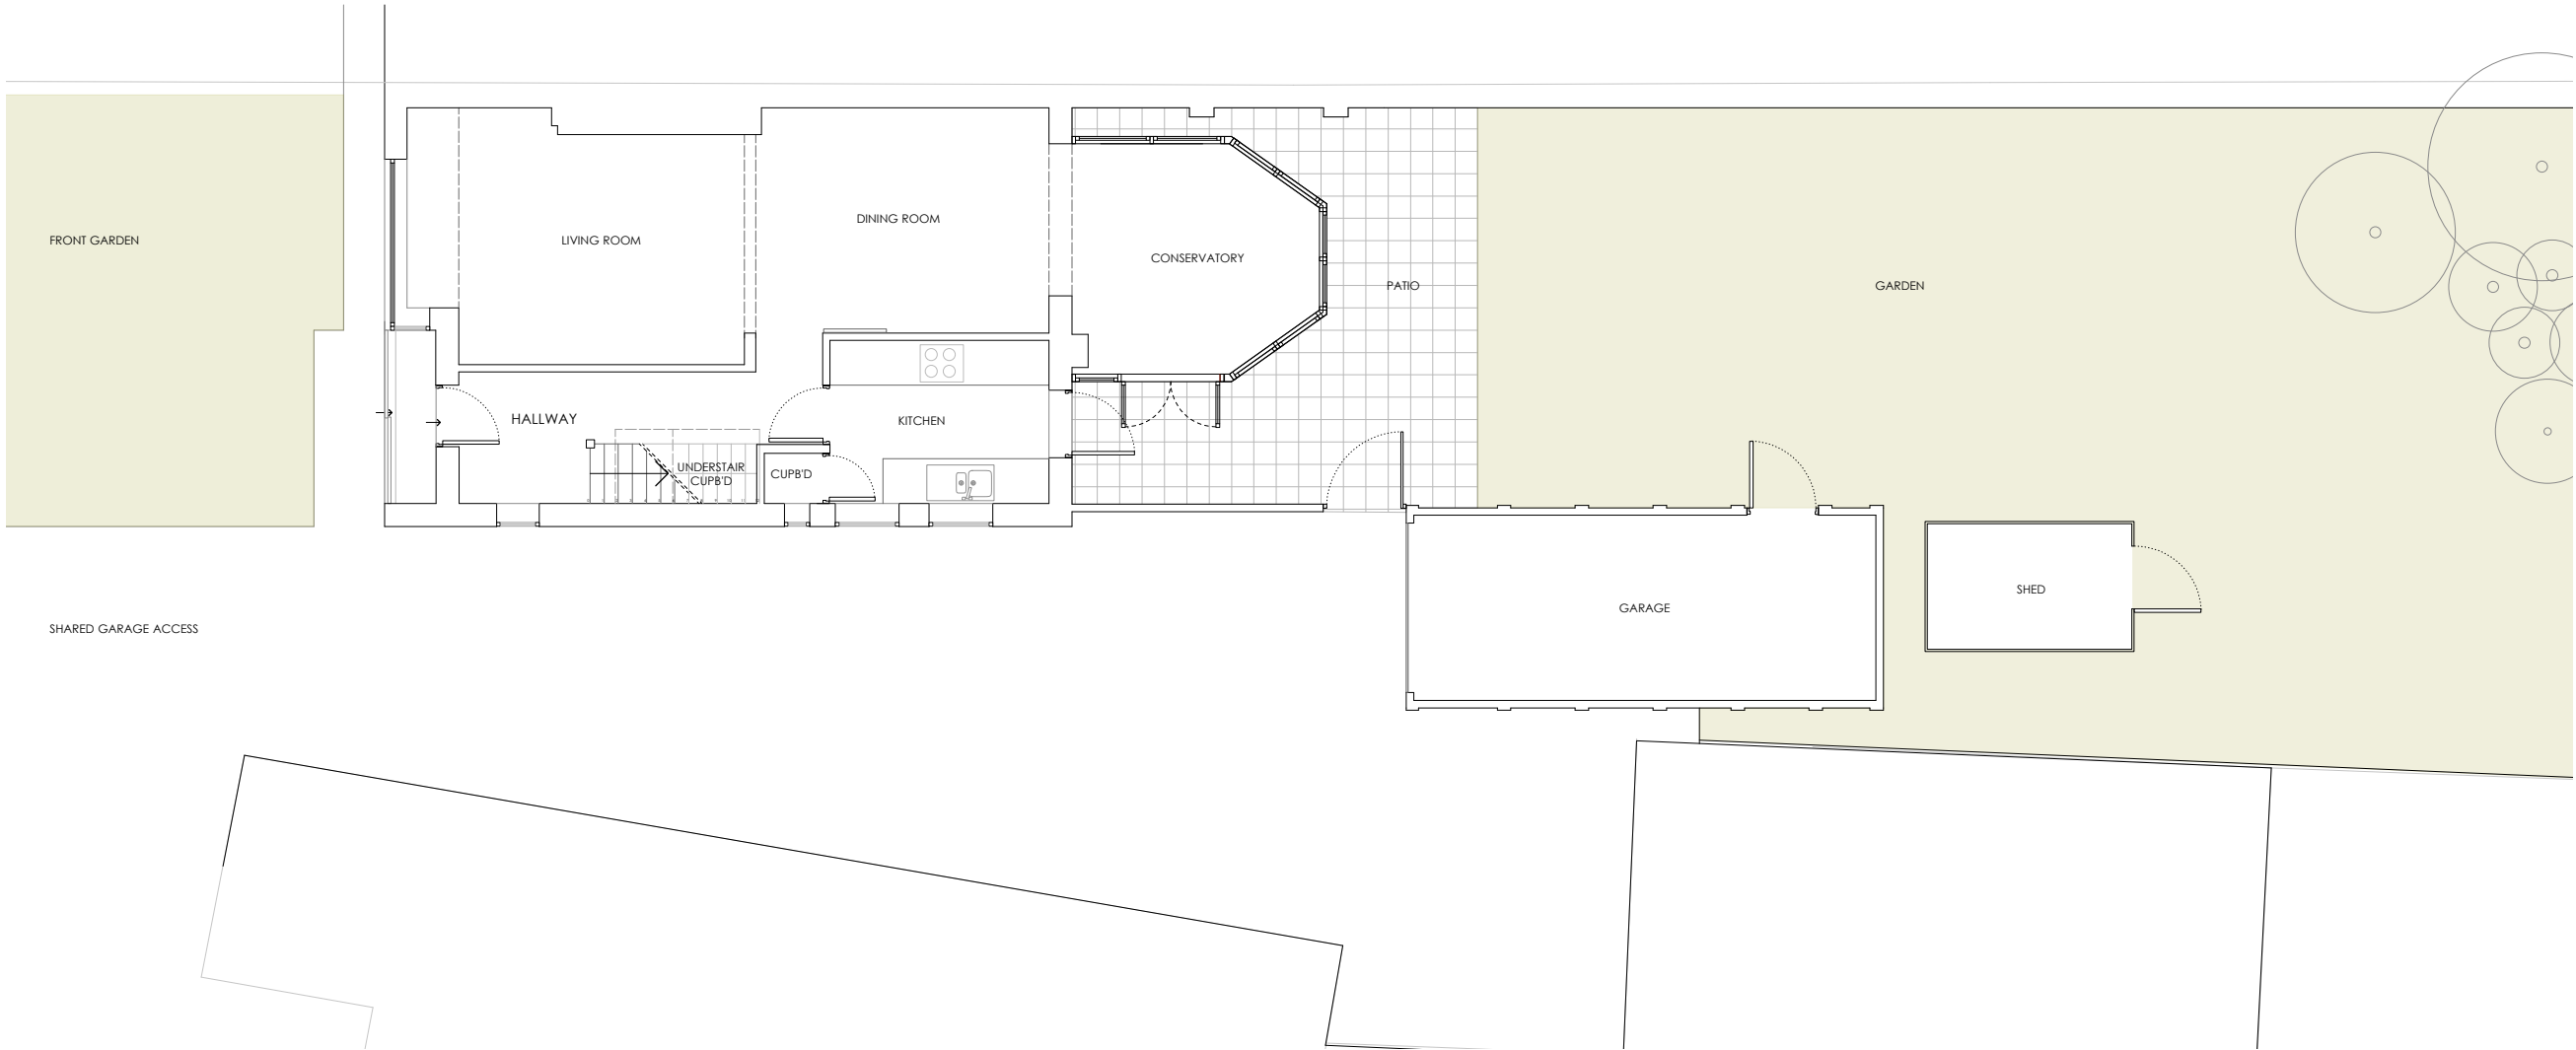 FRONT GARDEN
LIVING ROOM
DINING ROOM
CONSERVATORY
PATIO
GARDEN
HALLWAY
KITCHEN
UNDERSTAIR
CUPB'D
CUPB'D
SHED
GARAGE
SHARED GARAGE ACCESS